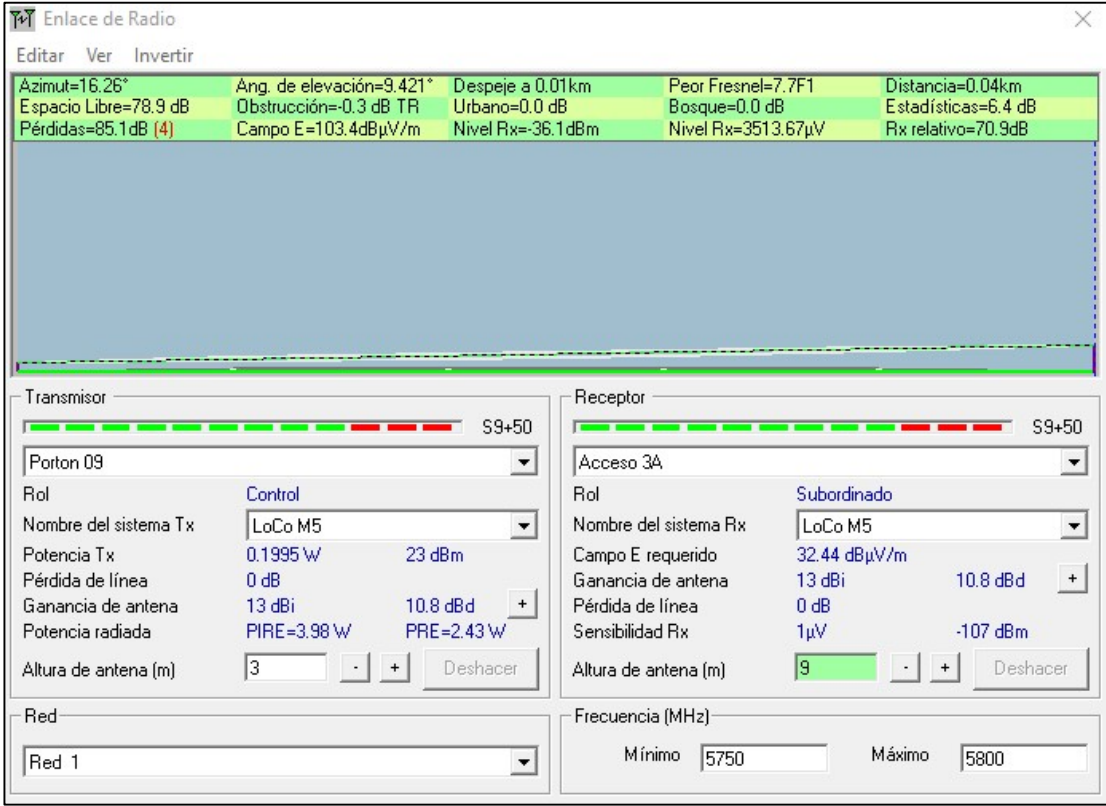 Enlace de Radio
Editar Ver Invertir
Azimut=16.26° Ang. de elevación=9.421° Despeje a 0.01km Peor Fresnel=7.7F1 Distancia=0.04km
Espacio Libre=78.9 dB Obstrucción=-0.3 dB TR Urbano=0.0 dB Bosque=0.0 dB Estadísticas=6.4 dB
Pérdidas=85.1dB (4) Campo E=103.4dBµV/m Nivel Rx=-36.1dBm Nivel Rx=3513.67µV Rx relativo=70.9dB
Transmisor
S9+50
Porton 09
Rol Control
Nombre del sistema Tx LoCo M5
Potencia Tx 0.1995 W 23 dBm
Pérdida de línea 0 dB
Ganancia de antena 13 dBi 10.8 dBd +
Potencia radiada PIRE=3.98 W PRE=2.43 W
Altura de antena (m) 3 - + Deshacer
Receptor
S9+50
Acceso 3A
Rol Subordinado
Nombre del sistema Rx LoCo M5
Campo E requerido 32.44 dBµV/m
Ganancia de antena 13 dBi 10.8 dBd +
Pérdida de línea 0 dB
Sensibilidad Rx 1µV -107 dBm
Altura de antena (m) 9 - + Deshacer
Red
Red 1
Frecuencia (MHz)
Mínimo 5750 Máximo 5800